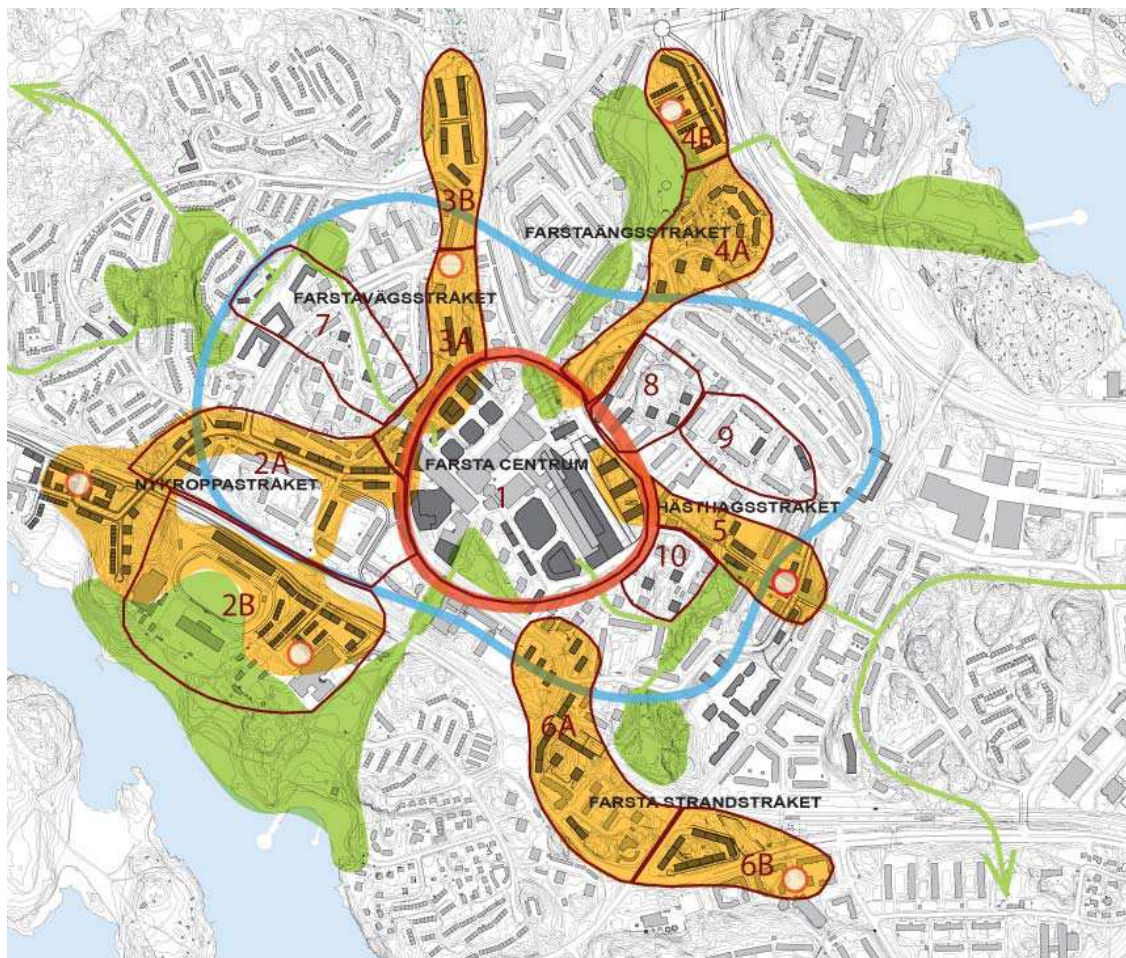 4B
3B
FARSTAÄNGSSTRÅKET
4A
FARSTAVÄGSSTRÅKET
7
3A
8
9
2A
FARSTA CENTRUM
NYKROPPASTRÅKET
1
HÄSTHAGSSTRÅKET
5
10
2B
6A
FARSTA STRANDSTRÅKET
6B